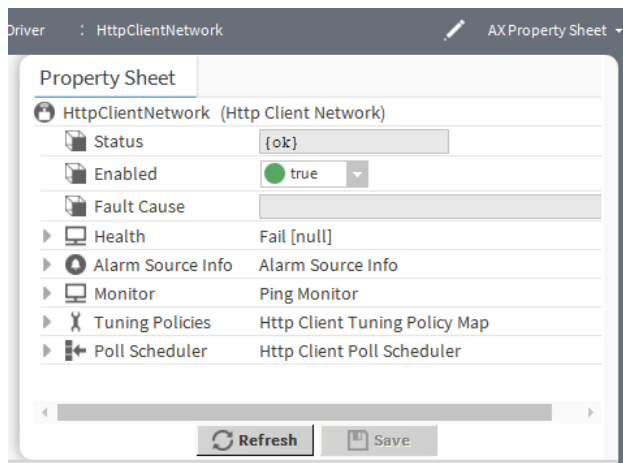 Driver : HttpClientNetwork AX Property Sheet
Property Sheet
HttpClientNetwork (Http Client Network)
Status {ok}
Enabled true
Fault Cause
Health Fail [null]
Alarm Source Info Alarm Source Info
Monitor Ping Monitor
Tuning Policies Http Client Tuning Policy Map
Poll Scheduler Http Client Poll Scheduler
Refresh Save